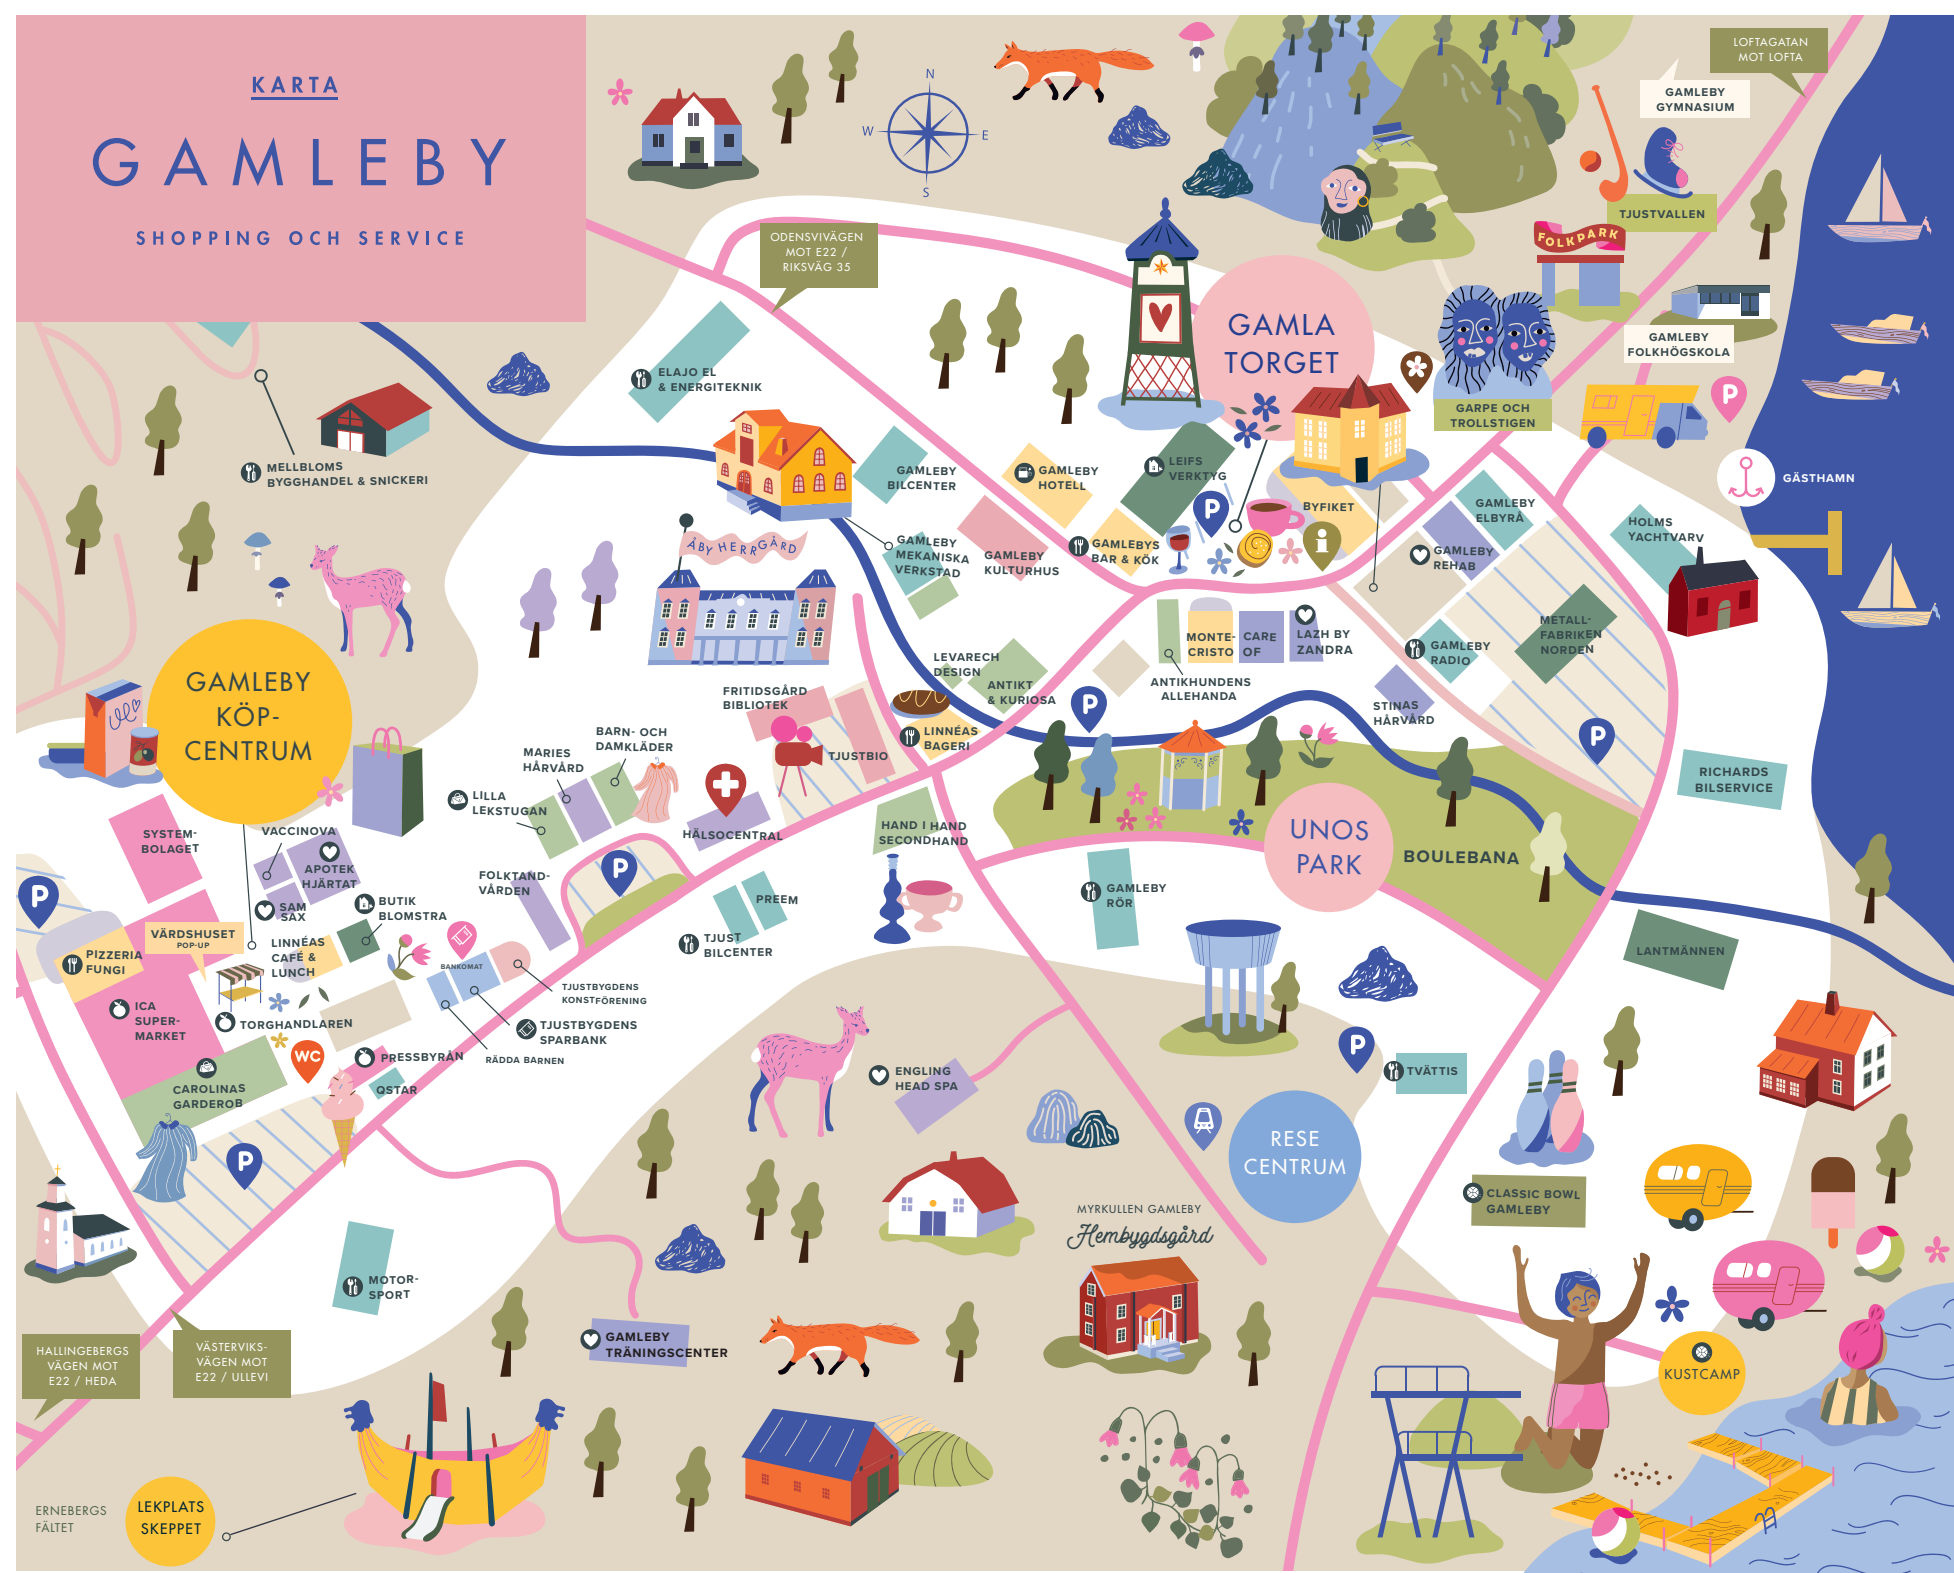 KARTA
GAMLEBY
SHOPPING OCH SERVICE
N
W
E
S
LOFTAGATAN
MOT LOFTA
GAMLEBY
GYMNASIUM
TJUSTVALLEN
FOLKPARK
ODENSVIVÄGEN
MOT E22 /
RIKSVÄG 35
GAMLA
TORGET
GAMLEBY
FOLKHÖGSKOLA
GARPE OCH
TROLLSTIGEN
P
GÄSTHAMN
ELAJO EL
& ENERGITEKNIK
MELLBLOMS
BYGGHANDEL & SNICKERI
GAMLEBY
BILCENTER
GAMLEBY
HOTELL
LEIFS
VERKTYG
P
BYFIKET
i
GAMLEBY
ELBYRÅ
HOLMS
YACHTVARV
ÅBY HERRGÅRD
GAMLEBY
MEKANISKA
VERKSTAD
GAMLEBY
KULTURHUS
GAMLEBYS
BAR & KÖK
GAMLEBY
REHAB
METALL-
FABRIKEN
NORDEN
MONTE-
CRISTO
CARE
OF
LAZH BY
ZANDRA
GAMLEBY
RADIO
LEVARECH
DESIGN
ANTIKT
& KURIOSA
ANTIKHUNDENS
ALLEHANDA
STINAS
HÅRVÅRD
P
P
GAMLEBY
KÖP-
CENTRUM
FRITIDSGÅRD
BIBLIOTEK
TJUSTBIO
LINNÉAS
BAGERI
BARN- OCH
DAMKLÄDER
MARIES
HÅRVÅRD
LILLA
LEKSTUGAN
HÄLSOCENTRAL
HAND I HAND
SECONDHAND
RICHARDS
BILSERVICE
UNOS
PARK
BOULEBANA
SYSTEM-
BOLAGET
VACCINOVA
APOTEK
HJÄRTAT
SAM
SAX
BUTIK
BLOMSTRA
FOLKTAND-
VÅRDEN
P
P
PREEM
TJUST
BILCENTER
GAMLEBY
RÖR
VÄRDSHUSET
POP-UP
LINNÉAS
CAFÉ &
LUNCH
BANKOMAT
PIZZERIA
FUNGI
LANTMÄNNEN
TJUSTBYGDENS
KONSTFÖRENING
ICA
SUPER-
MARKET
TORGHANDLAREN
TJUSTBYGDENS
SPARBANK
RÄDDA BARNEN
WC
PRESSBYRÅN
QSTAR
CAROLINAS
GARDEROB
P
ENGLING
HEAD SPA
P
TVÄTTIS
RESE
CENTRUM
CLASSIC BOWL
GAMLEBY
MYRKULLEN GAMLEBY
Hembygdsgård
MOTOR-
SPORT
GAMLEBY
TRÄNINGSCENTER
HALLINGEBERGS
VÄGEN MOT
E22 / HEDA
VÄSTERVIKS-
VÄGEN MOT
E22 / ULLEVI
KUSTCAMP
ERNEBERGS
FÄLTET
LEKPLATS
SKEPPET